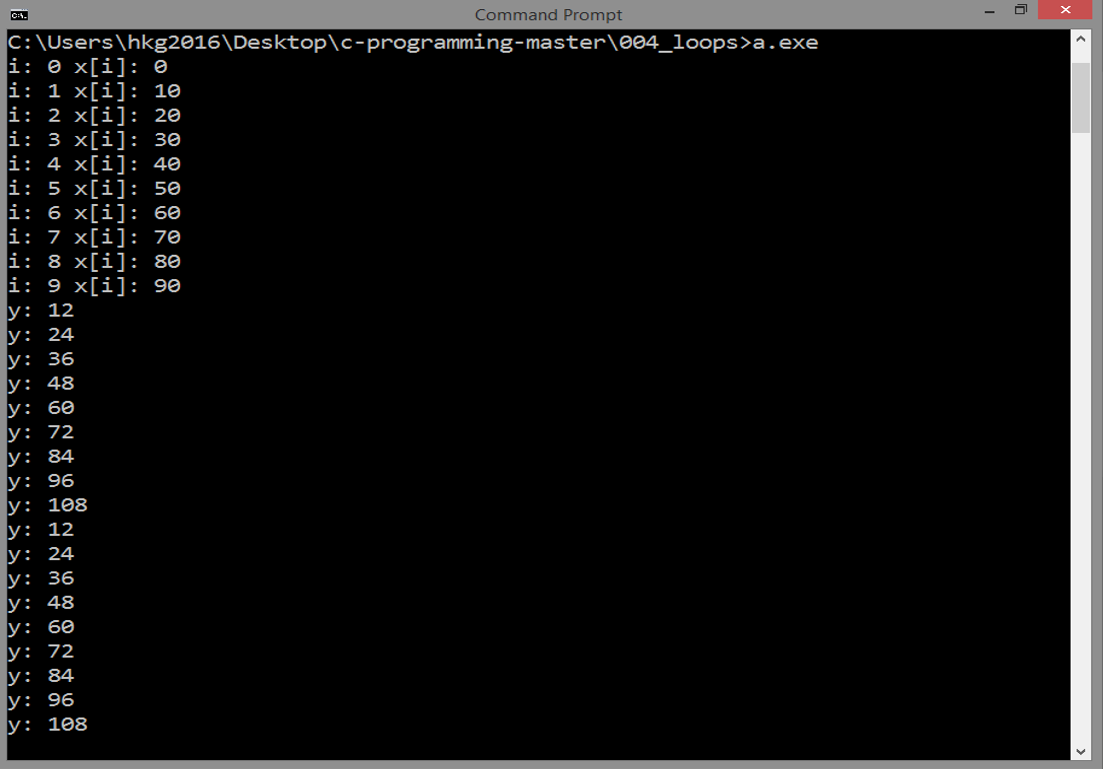 Command Prompt
C:\Users\hkg2016\Desktop\c-programming-master\004_loops>a.exe
i: 0 x[i]: 0
i: 1 x[i]: 10
i: 2 x[i]: 20
i: 3 x[i]: 30
i: 4 x[i]: 40
i: 5 x[i]: 50
i: 6 x[i]: 60
i: 7 x[i]: 70
i: 8 x[i]: 80
i: 9 x[i]: 90
y: 12
y: 24
y: 36
y: 48
y: 60
y: 72
y: 84
y: 96
y: 108
y: 12
y: 24
y: 36
y: 48
y: 60
y: 72
y: 84
y: 96
y: 108